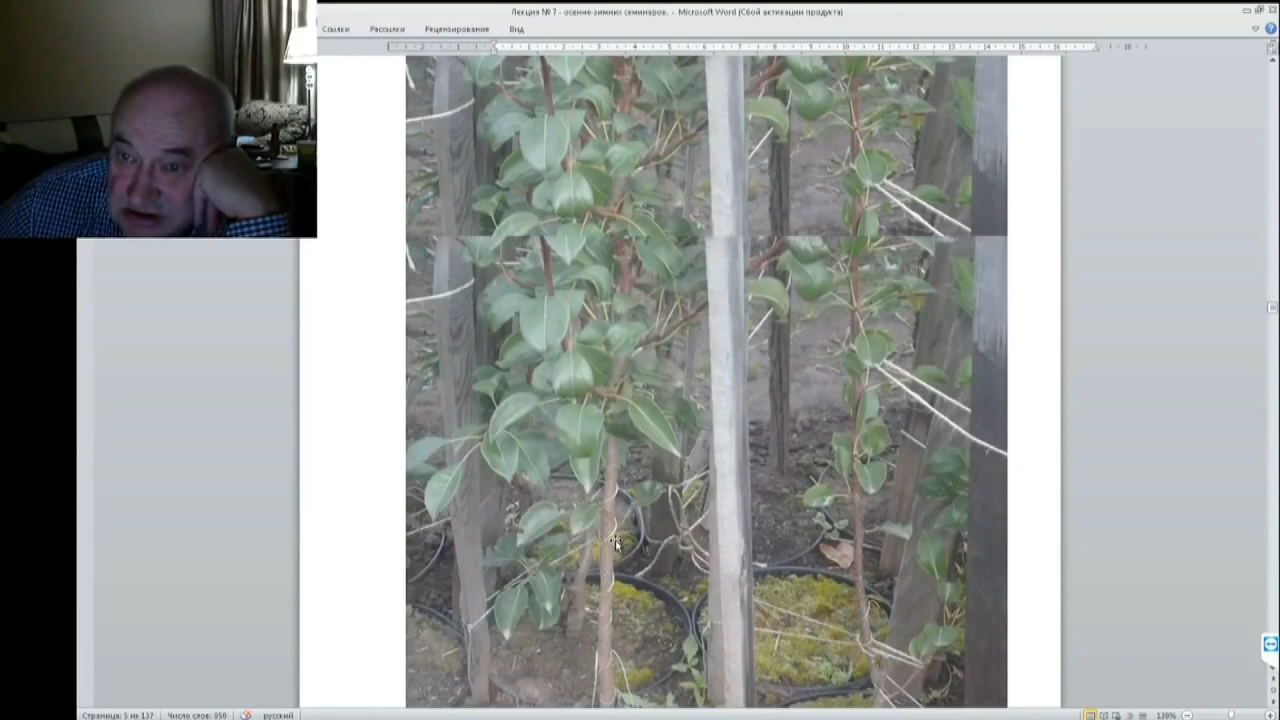 Лекция № 7 - осенне-зимних семинаров. - Microsoft Word (Сбой активации продукта)
Ссылки Рассылки Рецензирование Вид
Страница: 5 из 137 Число слов: 850 русский 130%